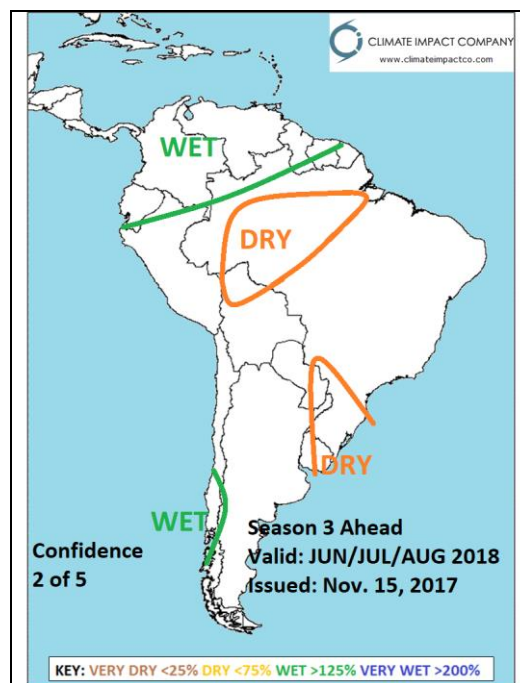 CLIMATE IMPACT COMPANY
www.climateimpactco.com
WET
DRY
DRY
WET
Season 3 Ahead
Valid: JUN/JUL/AUG 2018
Issued: Nov. 15, 2017
Confidence
2 of 5
KEY: VERY DRY <25% DRY <75% WET >125% VERY WET >200%